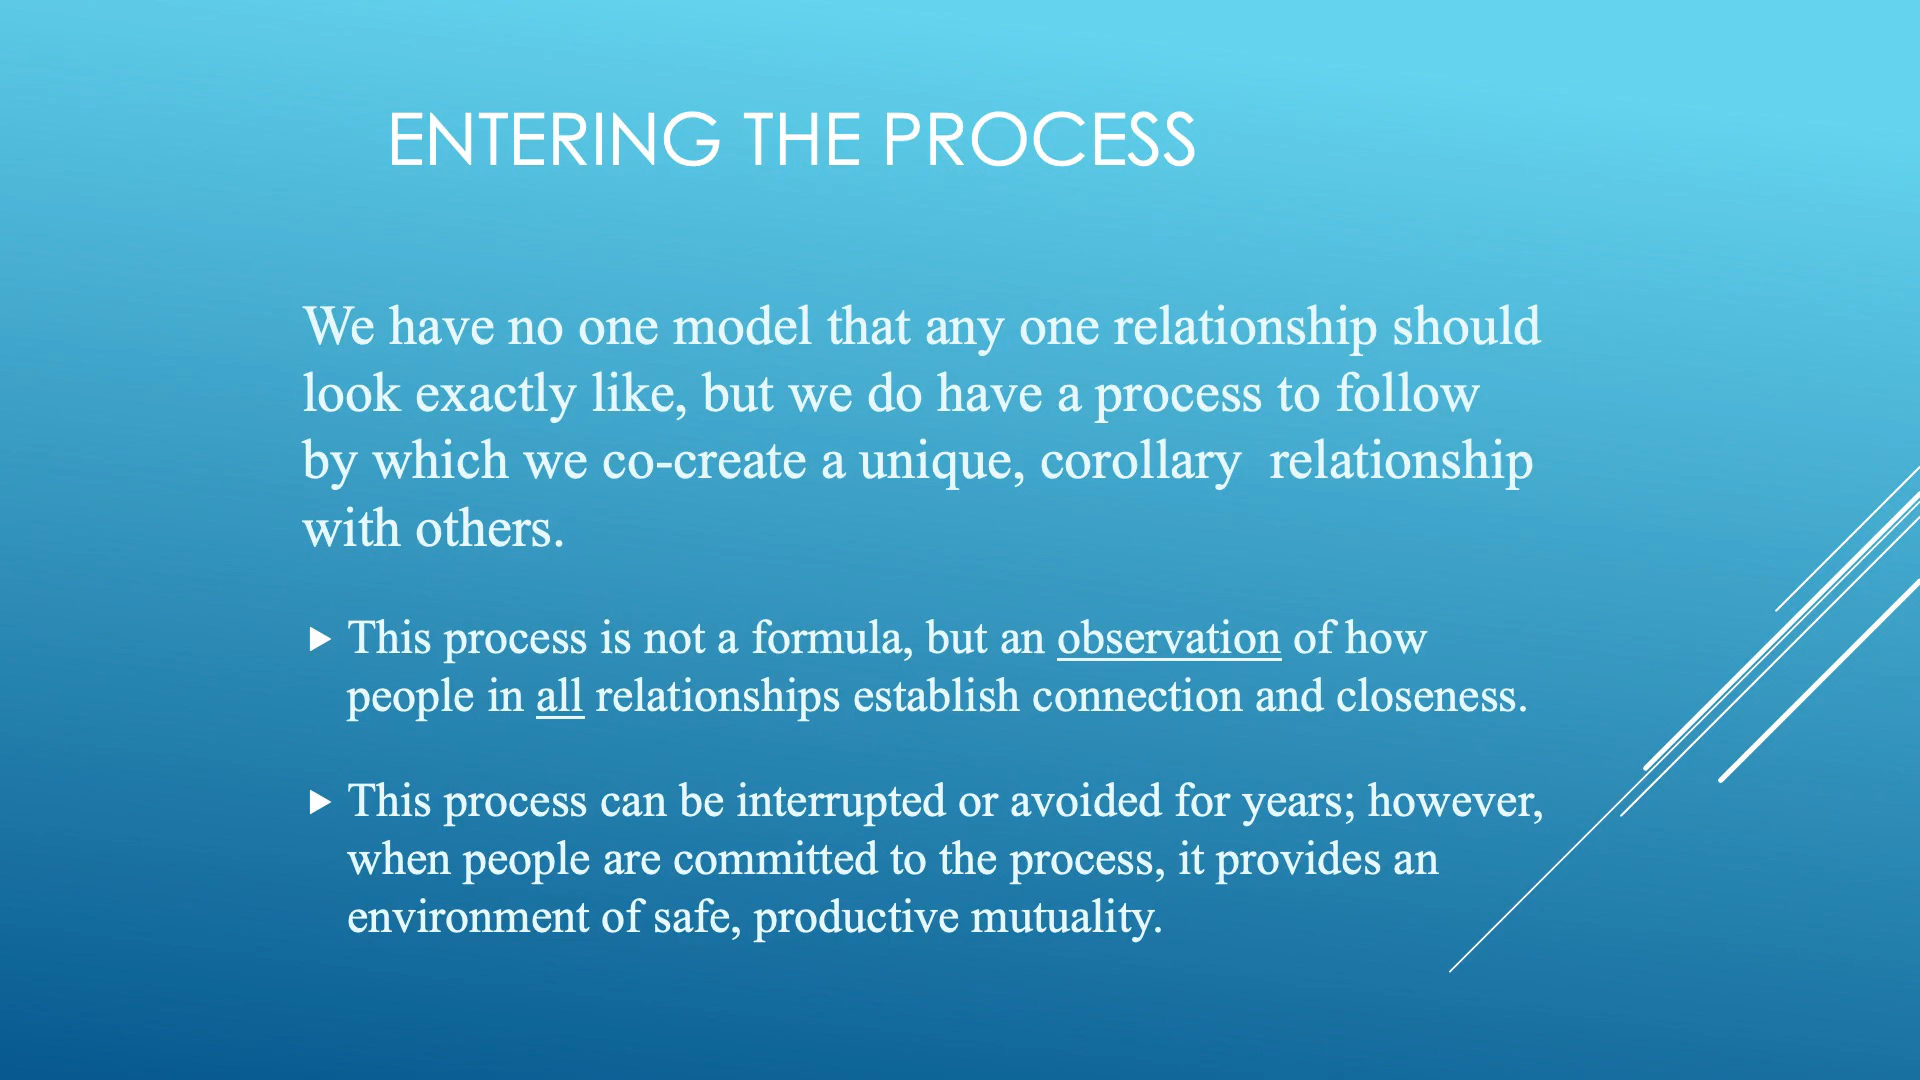 ENTERING THE PROCESS
We have no one model that any one relationship should
look exactly like, but we do have a process to follow
by which we co-create a unique, corollary  relationship
with others.
This process is not a formula, but an observation of how
people in all relationships establish connection and closeness.
This process can be interrupted or avoided for years; however,
when people are committed to the process, it provides an
environment of safe, productive mutuality.